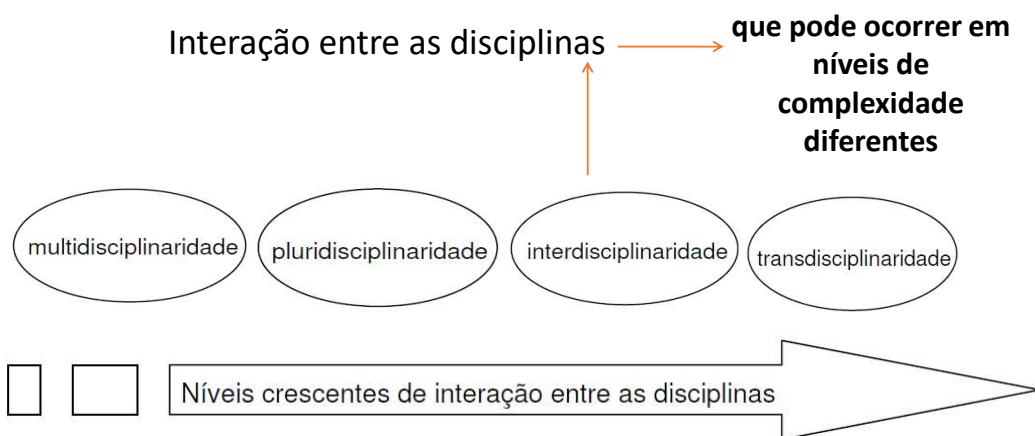 Interação entre as disciplinas
que pode ocorrer em
níveis de
complexidade
diferentes
multidisciplinaridade
pluridisciplinaridade
interdisciplinaridade
transdisciplinaridade
Níveis crescentes de interação entre as disciplinas